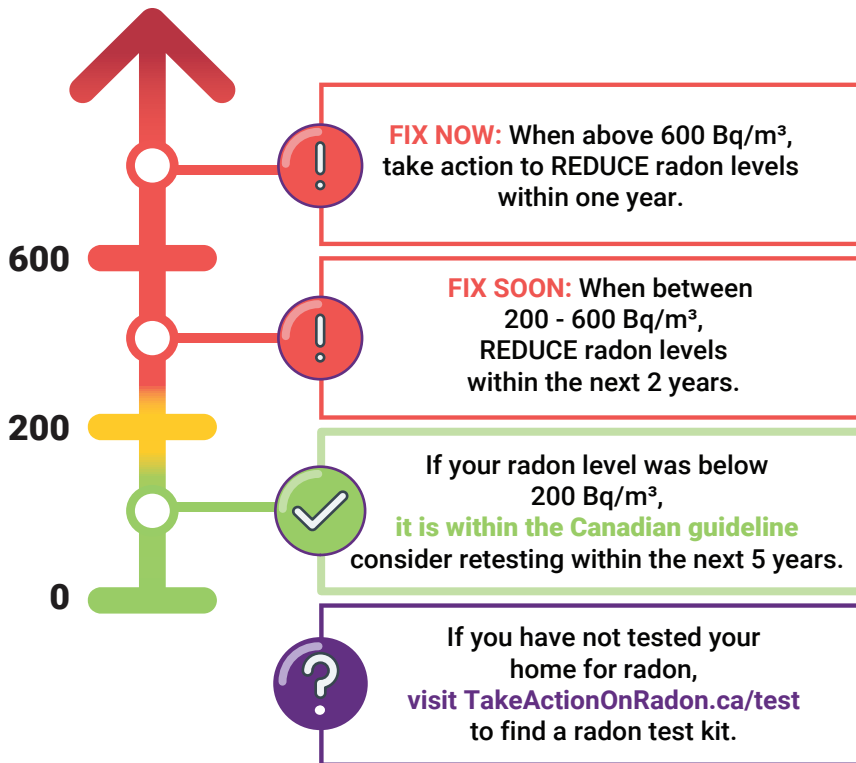 FIX NOW: When above 600 Bq/m³,
take action to REDUCE radon levels
within one year.
600
FIX SOON: When between
200 - 600 Bq/m³,
REDUCE radon levels
within the next 2 years.
200
If your radon level was below
200 Bq/m³,
it is within the Canadian guideline
consider retesting within the next 5 years.
0
If you have not tested your
home for radon,
visit TakeActionOnRadon.ca/test
to find a radon test kit.